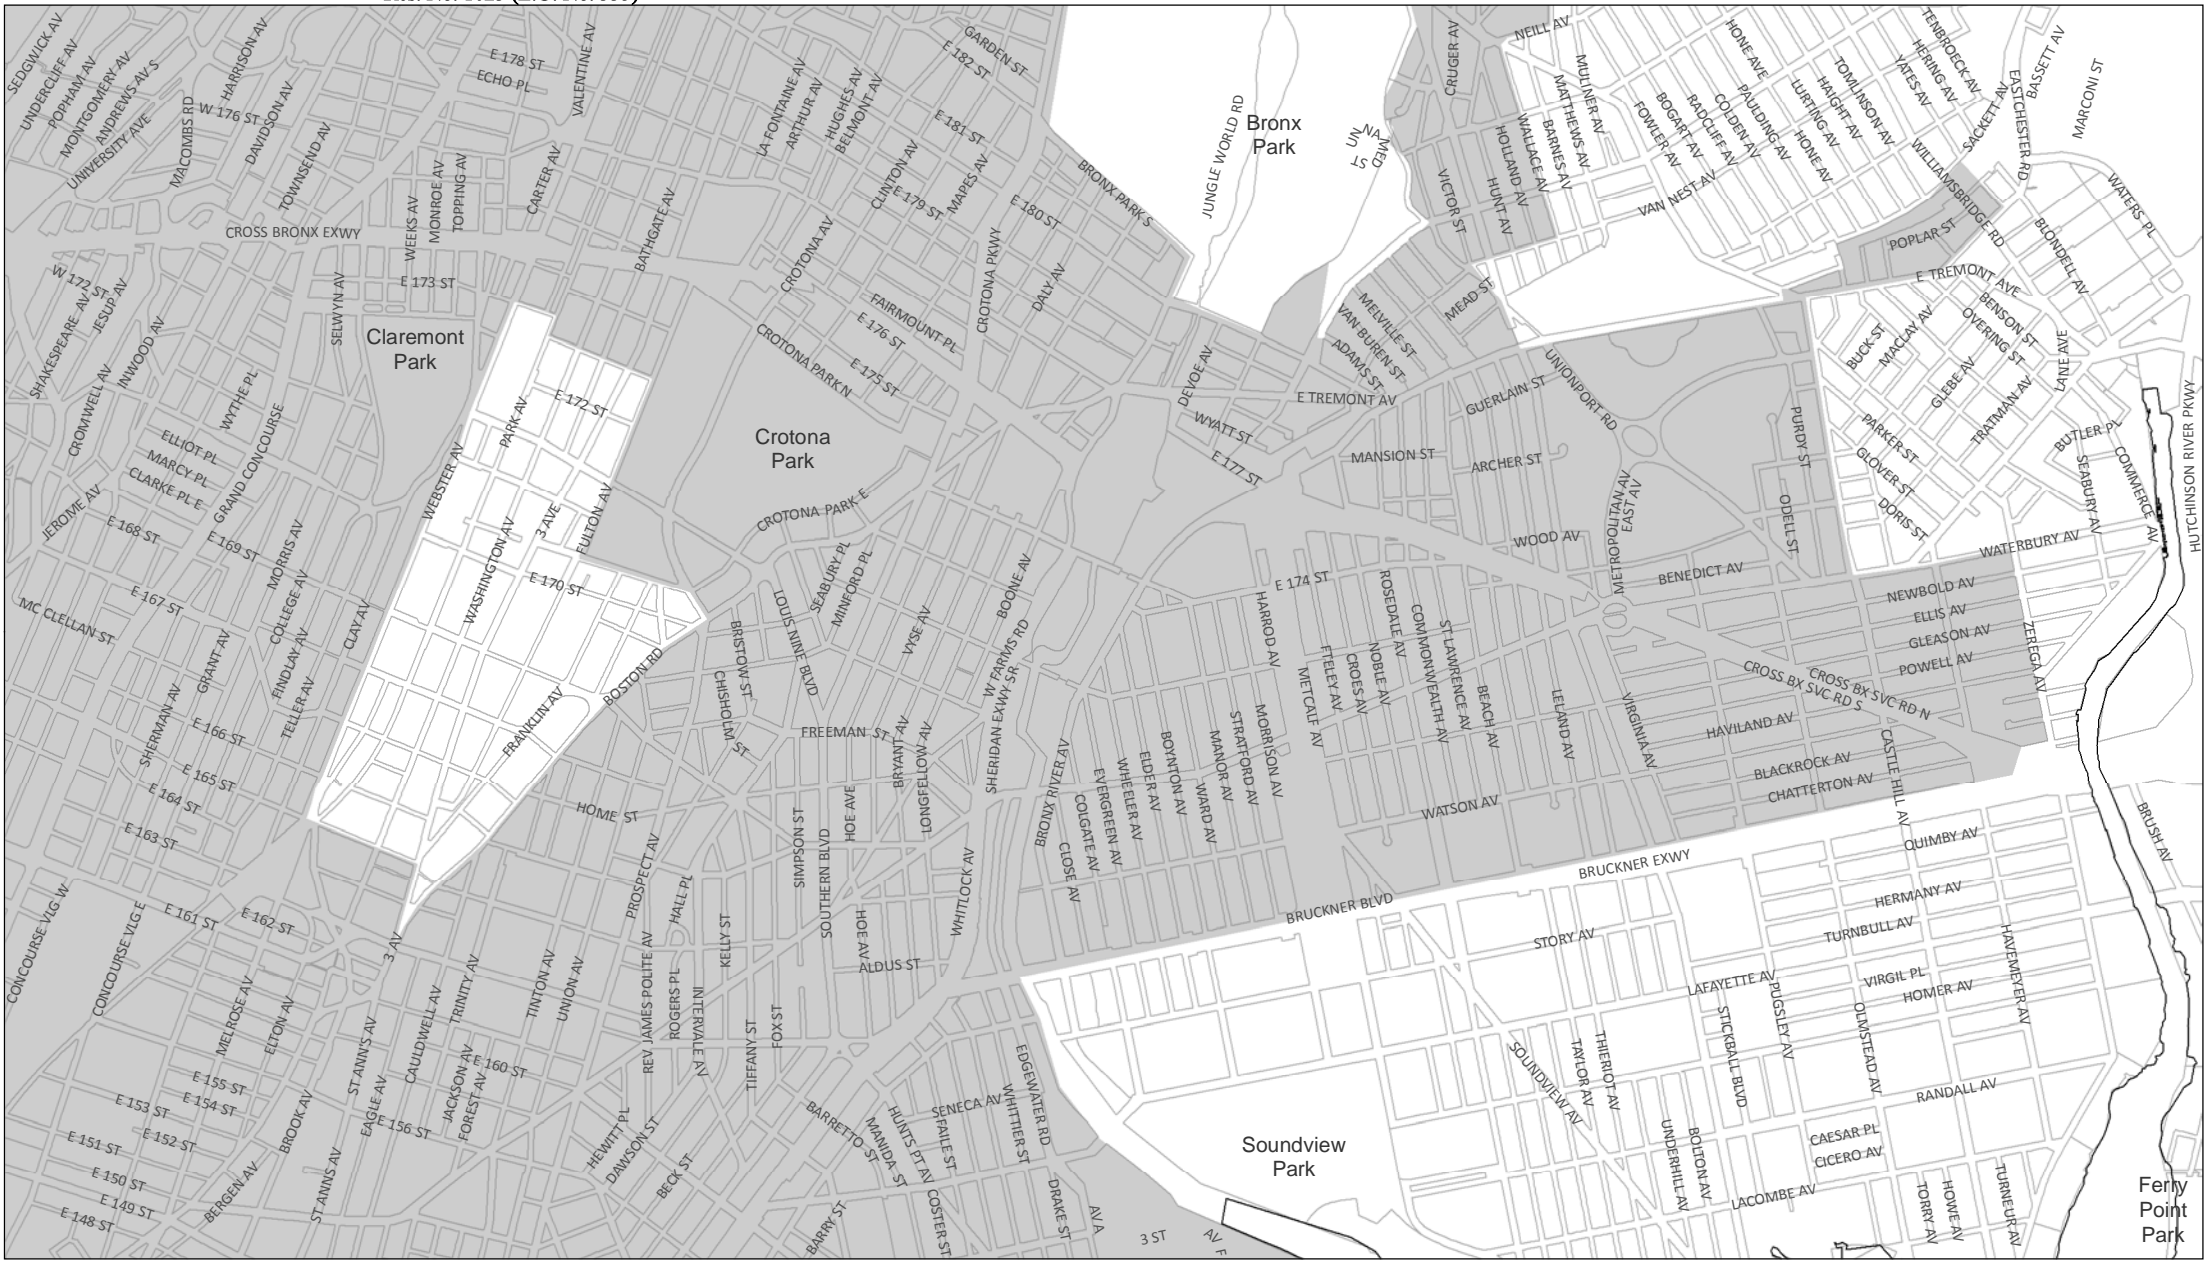 SEDGWICK AV
UNDERCLIFF AV
POPHAM AV
MONTGOMERY AV
ANDREWS AV S
UNIVERSITY AVE
MACOMBS RD
HARRISON AV
W 176 ST
DAVIDSON AV
TOWNSEND AV
E 178 ST
ECHO PL
VALENTINE AV
WEEKS AV
MONROE AV
TOPPING AV
CARTER AV
CROSS BRONX EXWY
E 173 ST
BATHGATE AV
LA FONTAINE AV
ARTHUR AV
HUGHES AV
BELMONT AV
GARDEN ST
E 182 ST
E 181 ST
CLINTON AV
E 179 ST
MAPES AV
E 180 ST
BRONX PARK S
CROTONA AV
CROTONA PKWY
DALY AV
FAIRMOUNT PL
E 176 ST
E 175 ST
CROTONA PARK N
JUNGLE WORLD RD
Bronx
Park
UNNAMED ST
CRUGER AV
NEILL AV
MULINER AV
MATTHEWS AV
BARNES AV
WALLACE AV
HOLLAND AV
HUNT AV
VICTOR ST
HONE AVE
FOWLER AV
BOGART AV
RADCLIFF AV
COLDEN AV
PAULDING AV
LURTING AV
HONE AV
HAIGHT AV
TOMLINSON AV
VAN NEST AV
TENBROECK AV
HERING AV
YATES AV
SACKETT AV
WILLIAMSBRIDGE RD
EASTCHESTER RD
BASSETT AV
MARCONI ST
WATERS PL
BLONDELL AV
POPLAR ST
E TREMONT AVE
BENSON ST
OVERING ST
MACLAY AV
BUCK ST
GLEBE AV
TRATMAN AV
LANE AVE
PARKER ST
GLOVER ST
DORIS ST
BUTLER PL
SEABURY AV
COMMERCE AV
HUTCHINSON RIVER PKWY
WATERBURY AV
W 172 ST
JESUP AV
SHAKESPEARE AV
INWOOD AV
CROMWELL AV
SELWYN AV
Claremont
Park
WYTHE PL
ELLIOT PL
MARCY PL
CLARKE PL E
GRAND CONCOURSE
JEROME AV
E 168 ST
E 169 ST
MORRIS AV
E 167 ST
MC CLELLAN ST
COLLEGE AV
FINDLAY AV
CLAY AV
GRANT AV
TELLER AV
SHERMAN AV
E 166 ST
E 165 ST
E 164 ST
E 163 ST
WEBSTER AV
PARK AV
E 172 ST
WASHINGTON AV
3 AVE
FULTON AV
E 170 ST
FRANKLIN AV
BOSTON RD
Crotona
Park
CROTONA PARK E
SEABURY PL
MINFORD PL
LOUIS NINE BLVD
BRISTOW ST
CHISHOLM ST
VYSE AV
BOONE AV
W FARMS RD
SHERIDAN EXWY SR
FREEMAN ST
BRYANT AV
LONGFELLOW AV
HOME ST
HOE AVE
SIMPSON ST
SOUTHERN BLVD
PROSPECT AV
HALL PL
KELLY ST
HOE AV
ALDUS ST
WHITLOCK AV
DEVOE AV
WYATT ST
E 177 ST
E TREMONT AV
MEAD ST
MELVILLE ST
VAN BUREN ST
ADAMS ST
GUERLAIN ST
UNIONPORT RD
MANSION ST
ARCHER ST
WOOD AV
METROPOLITAN AV
EAST AV
PURDY ST
ODELL ST
BENEDICT AV
NEWBOLD AV
ELLIS AV
GLEASON AV
POWELL AV
ZEREGA AV
CROSS BX SVC RD N
CROSS BX SVC RD S
HAVILAND AV
BLACKROCK AV
CHATTERTON AV
CASTLE HILL AV
E 174 ST
HARROD AV
ROSEDALE AV
COMMONWEALTH AV
ST LAWRENCE AV
NOBLE AV
CROES AV
FTELEY AV
METCALF AV
BEACH AV
LELAND AV
VIRGINIA AV
MORRISON AV
STRATFORD AV
MANOR AV
WARD AV
BOYNTON AV
ELDER AV
WHEELER AV
EVERGREEN AV
COLGATE AV
CLOSE AV
BRONX RIVER AV
WATSON AV
BRUCKNER EXWY
BRUCKNER BLVD
QUIMBY AV
HERMANY AV
TURNBULL AV
STORY AV
LAFAYETTE AV
VIRGIL PL
HOMER AV
HAVEMEYER AV
BRUSH AV
PUGSLEY AV
STICKBALL BLVD
OLMSTEAD AV
RANDALL AV
THIERIOT AV
TAYLOR AV
SOUNDVIEW AV
UNDERHILL AV
BOLTON AV
CAESAR PL
CICERO AV
LACOMBE AV
TORRY AV
HOWE AV
TURNEUR AV
Soundview
Park
Ferry
Point
Park
CONCOURSE VLG W
CONCOURSE VLG E
E 161 ST
E 162 ST
3 AV
MELROSE AV
ELTON AV
E 155 ST
E 154 ST
E 153 ST
E 152 ST
E 151 ST
E 150 ST
E 149 ST
E 148 ST
BERGEN AV
BROOK AV
ST ANN'S AV
ST ANNS AV
EAGLE AV
E 156 ST
CAULDWELL AV
TRINITY AV
JACKSON AV
FOREST AV
E 160 ST
TINTON AV
UNION AV
REV JAMES POLITE AV
ROGERS PL
INTERVALE AV
TIFFANY ST
FOX ST
HEWITT PL
DAWSON ST
BECK ST
BARRY ST
BARRETTO ST
MANIDA ST
HUNTS PT AV
FAILE ST
SENECA AV
WHITTIER ST
EDGEWATER RD
COSTER ST
DRAKE ST
AV A
3 ST
AV F